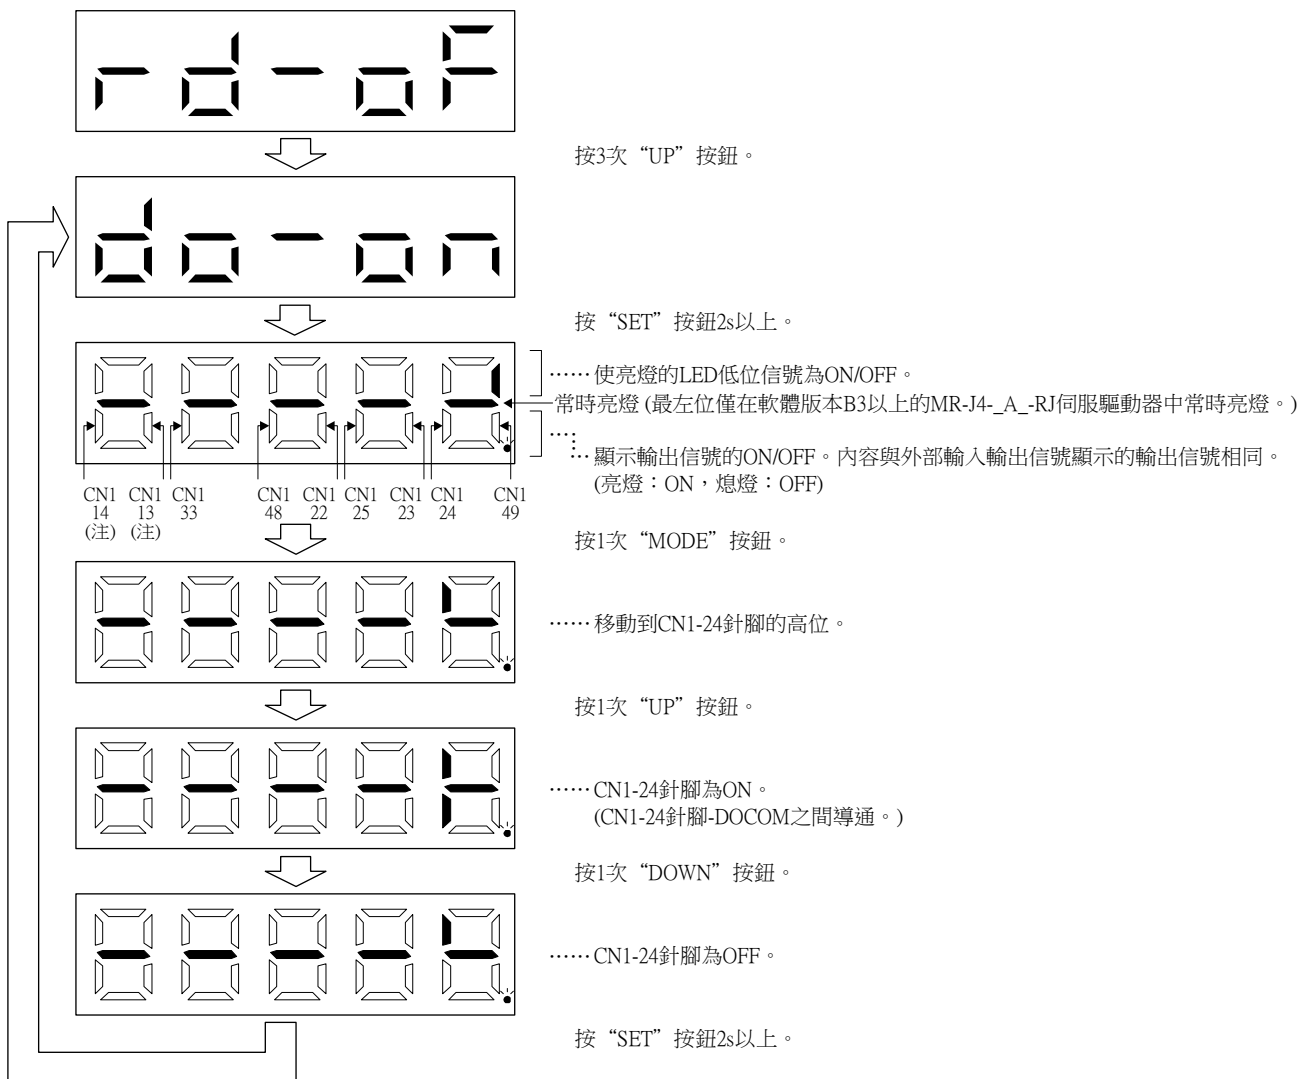 rd-oF
按3次“UP”按鈕。
do-on
按“SET”按鈕2s以上。
……使亮燈的LED低位信號為ON/OFF。
常時亮燈 (最左位僅在軟體版本B3以上的MR-J4-_A_-RJ伺服驅動器中常時亮燈。)
顯示輸出信號的ON/OFF。內容與外部輸入輸出信號顯示的輸出信號相同。
(亮燈：ON，熄燈：OFF)
CN1 CN1 CN1 CN1 CN1 CN1 CN1 CN1 CN1
14 13 33 48 22 25 23 24 49
(注) (注)
按1次“MODE”按鈕。
……移動到CN1-24針腳的高位。
按1次“UP”按鈕。
……CN1-24針腳為ON。
(CN1-24針腳-DOCOM之間導通。)
按1次“DOWN”按鈕。
……CN1-24針腳為OFF。
按“SET”按鈕2s以上。